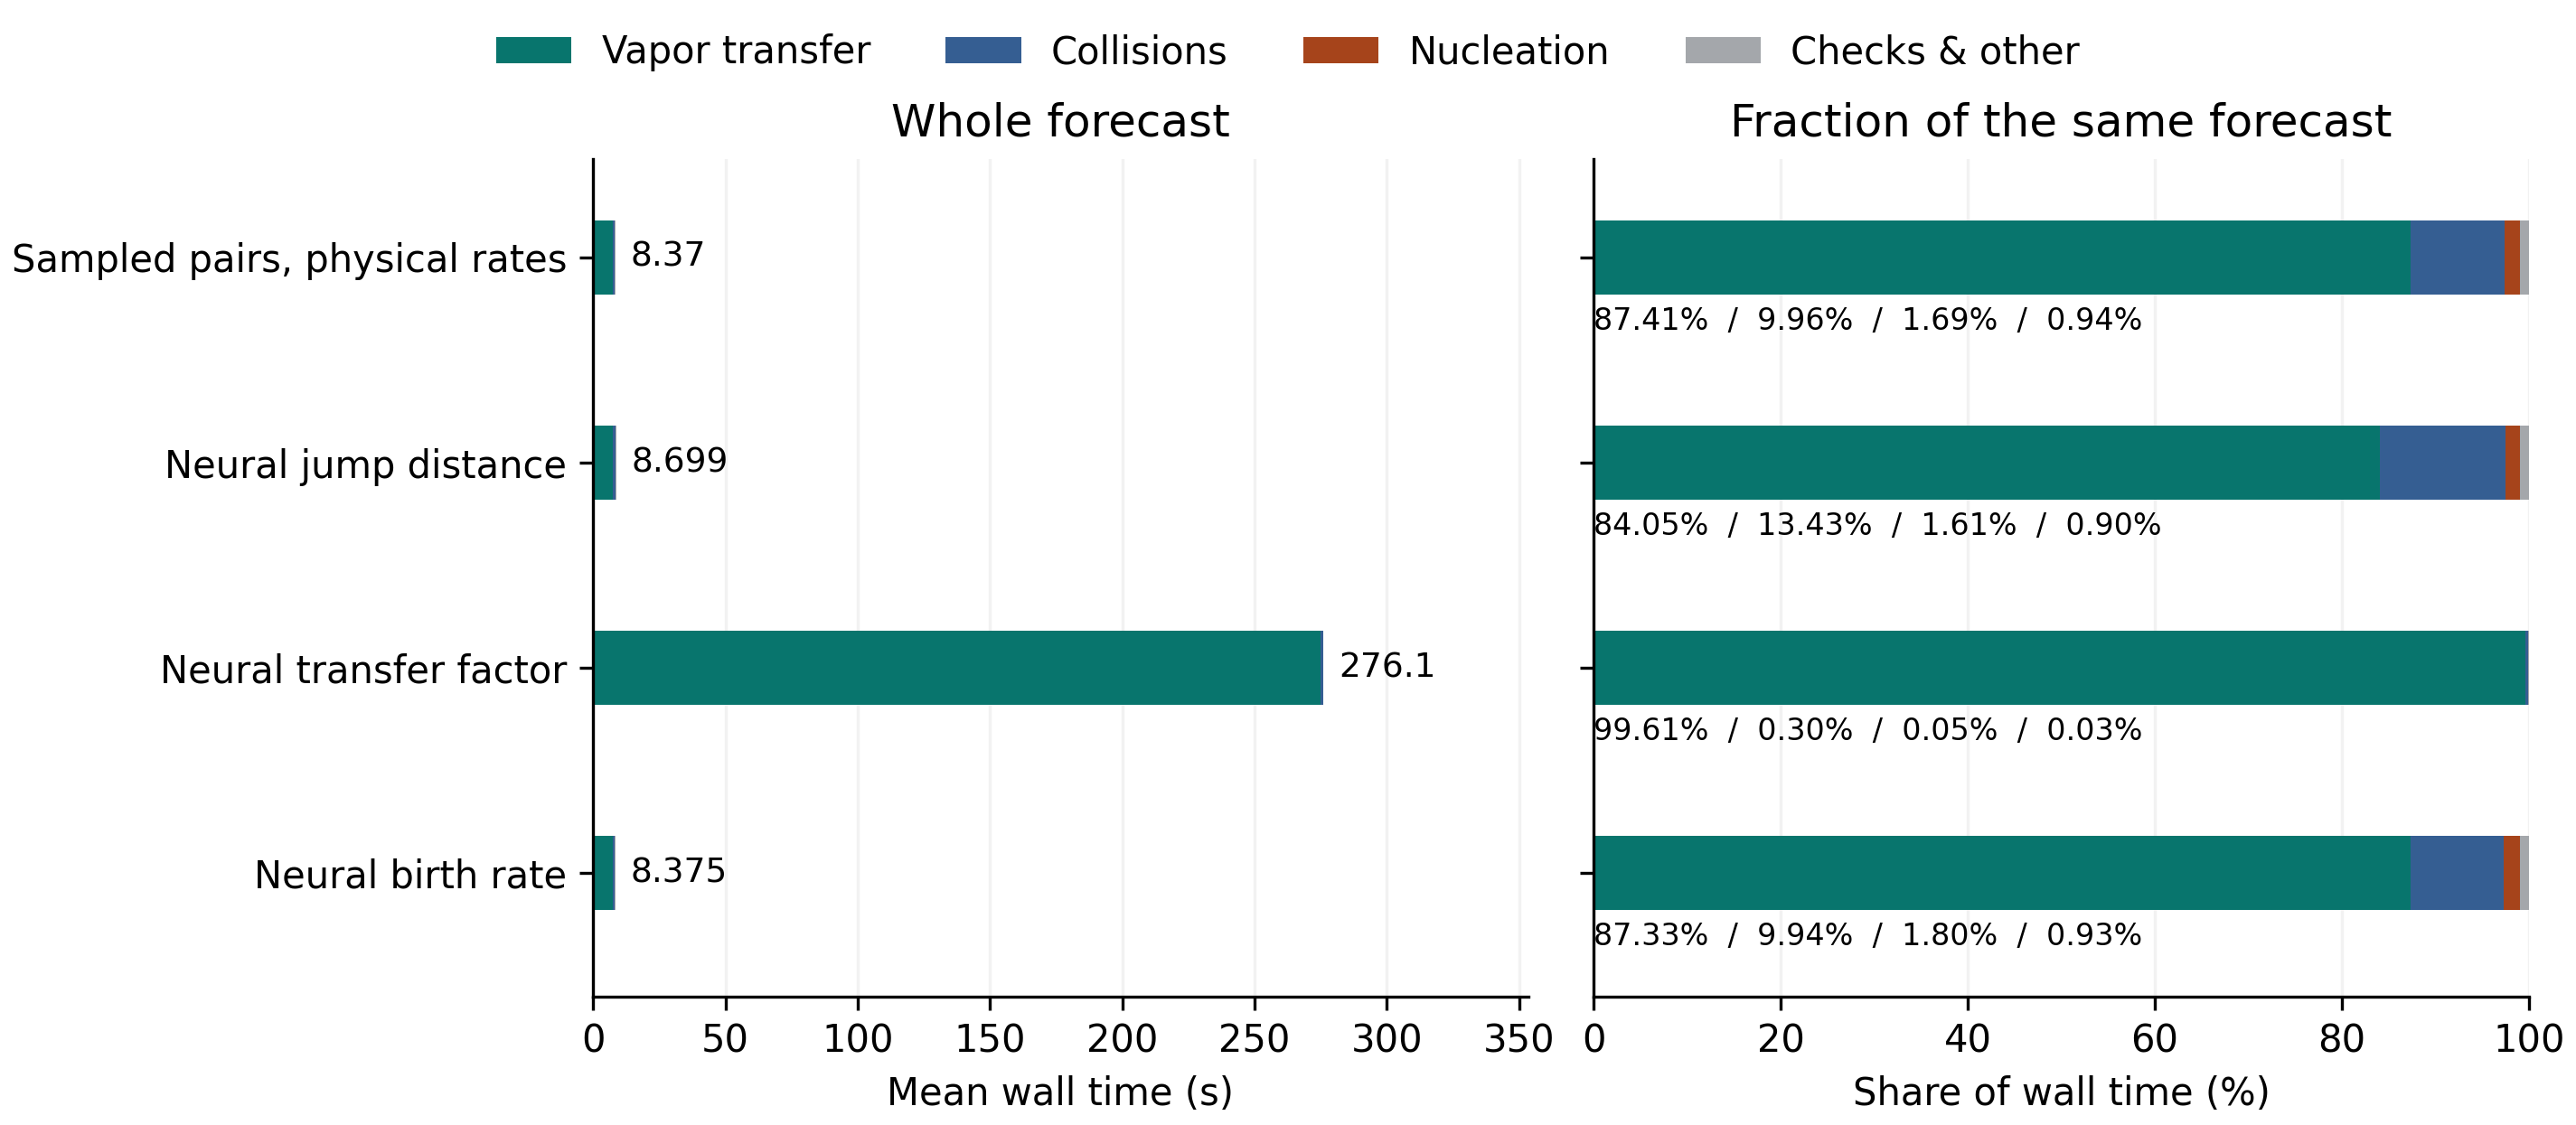 Vapor transfer Collisions Nucleation Checks & other
Whole forecast
Fraction of the same forecast
Sampled pairs, physical rates
8.37
87.41% / 9.96% / 1.69% / 0.94%
Neural jump distance
8.699
84.05% / 13.43% / 1.61% / 0.90%
Neural transfer factor
276.1
99.61% / 0.30% / 0.05% / 0.03%
Neural birth rate
8.375
87.33% / 9.94% / 1.80% / 0.93%
0 50 100 150 200 250 300 350
0 20 40 60 80 100
Mean wall time (s)
Share of wall time (%)